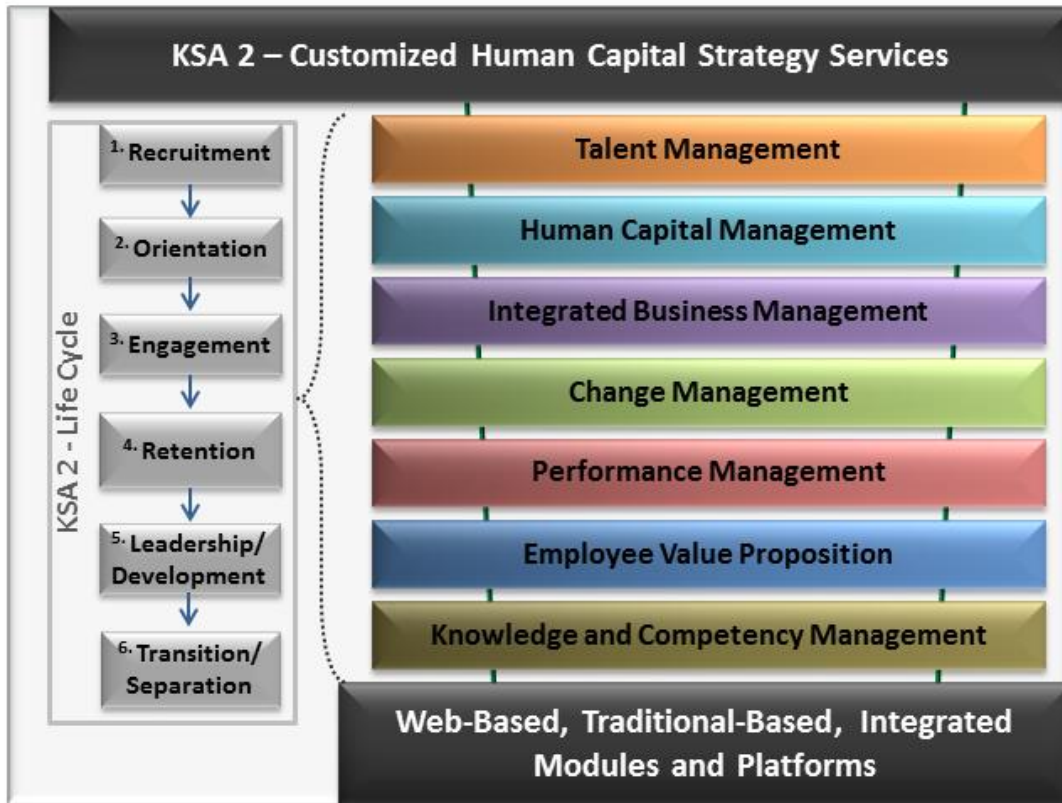 KSA 2 – Customized Human Capital Strategy Services
KSA 2 - Life Cycle
1. Recruitment
2. Orientation
3. Engagement
4. Retention
5. Leadership/
Development
6. Transition/
Separation
Talent Management
Human Capital Management
Integrated Business Management
Change Management
Performance Management
Employee Value Proposition
Knowledge and Competency Management
Web-Based, Traditional-Based, Integrated
Modules and Platforms